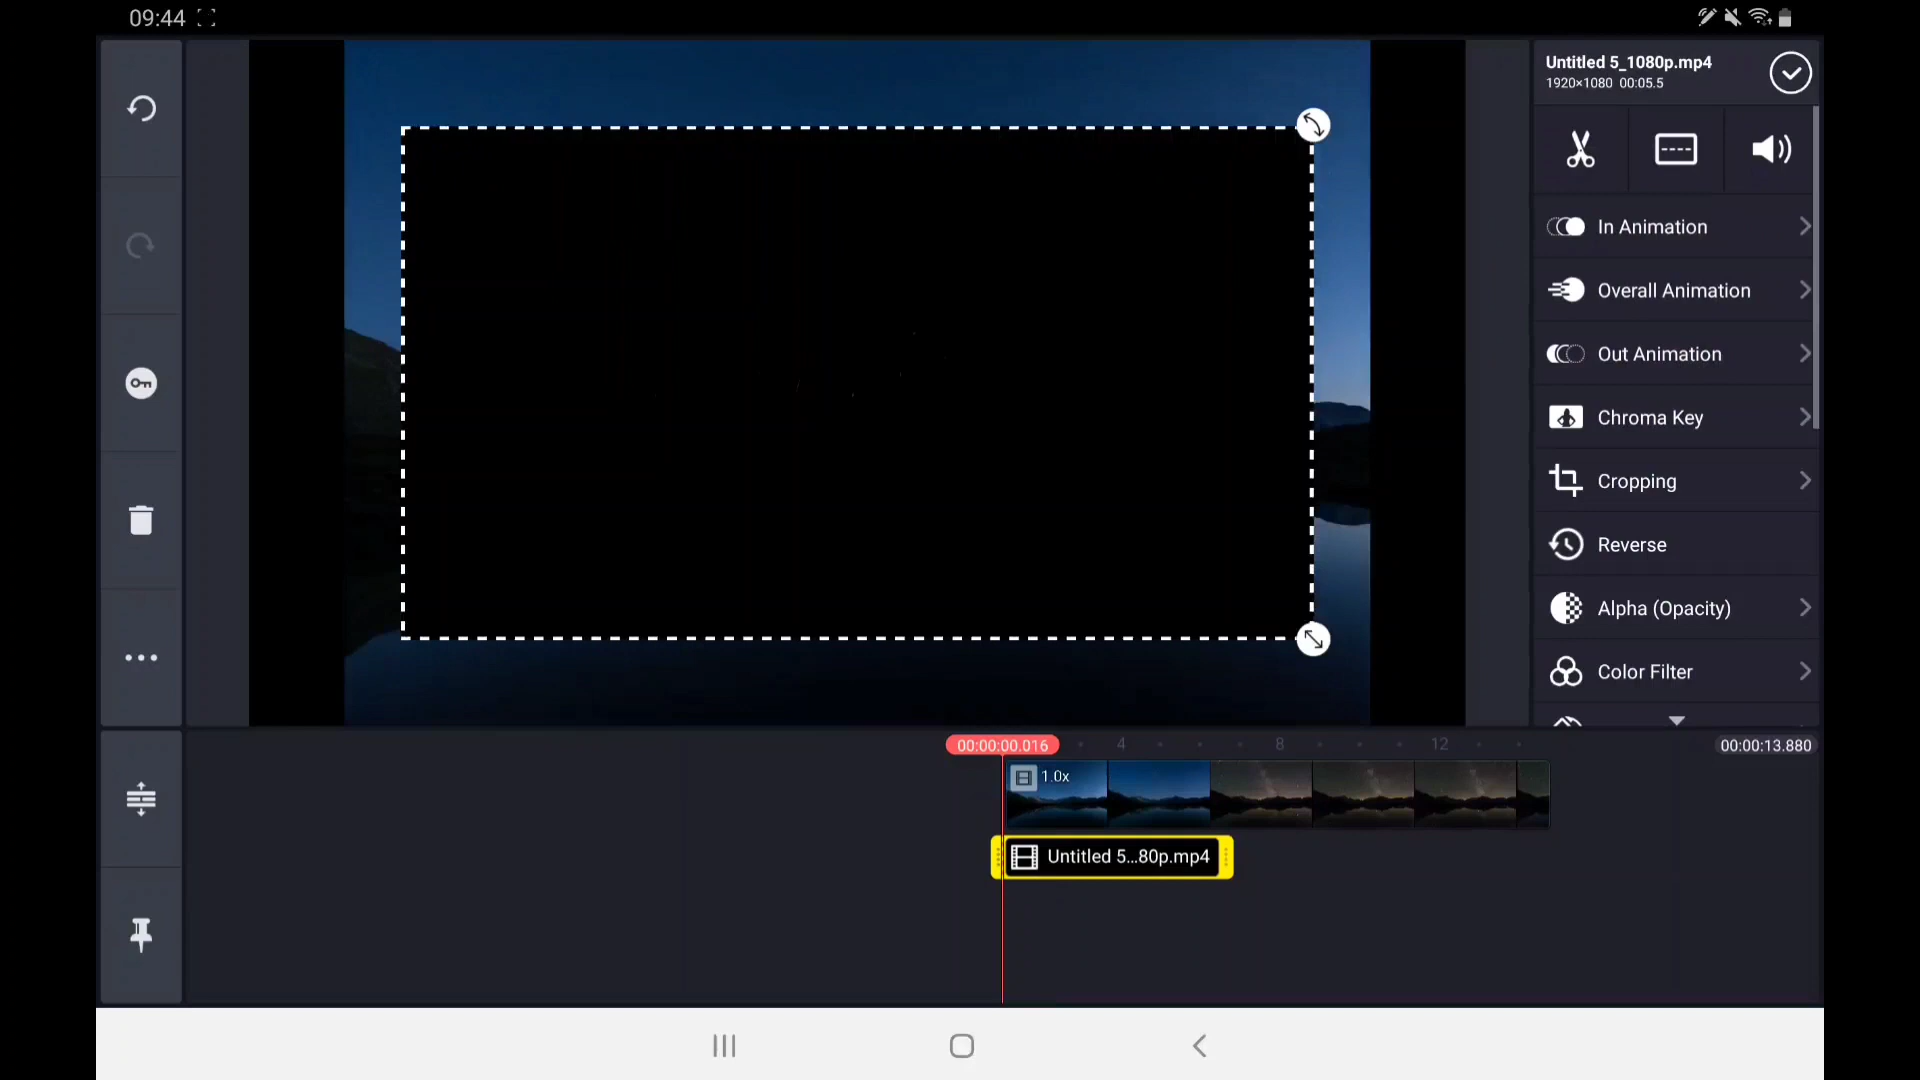 09:44
Untitled 5_1080p.mp4
1920×1080 00:05.5
In Animation
Overall Animation
Out Animation
Chroma Key
Cropping
Reverse
Alpha (Opacity)
Color Filter
00:00:00.016
4
8
12
00:00:13.880
1.0x
Untitled 5...80p.mp4